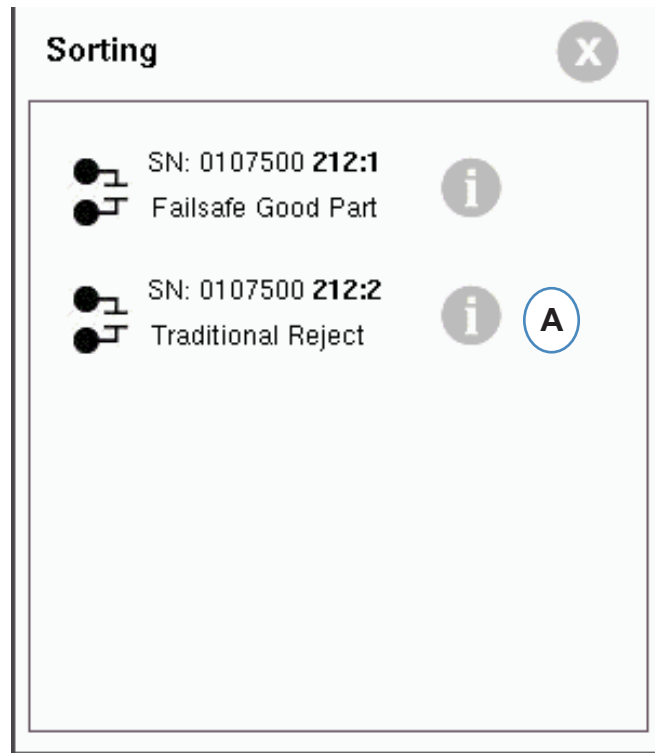 Sorting
X
SN: 0107500 212:1
Failsafe Good Part
i
SN: 0107500 212:2
Traditional Reject
i
A